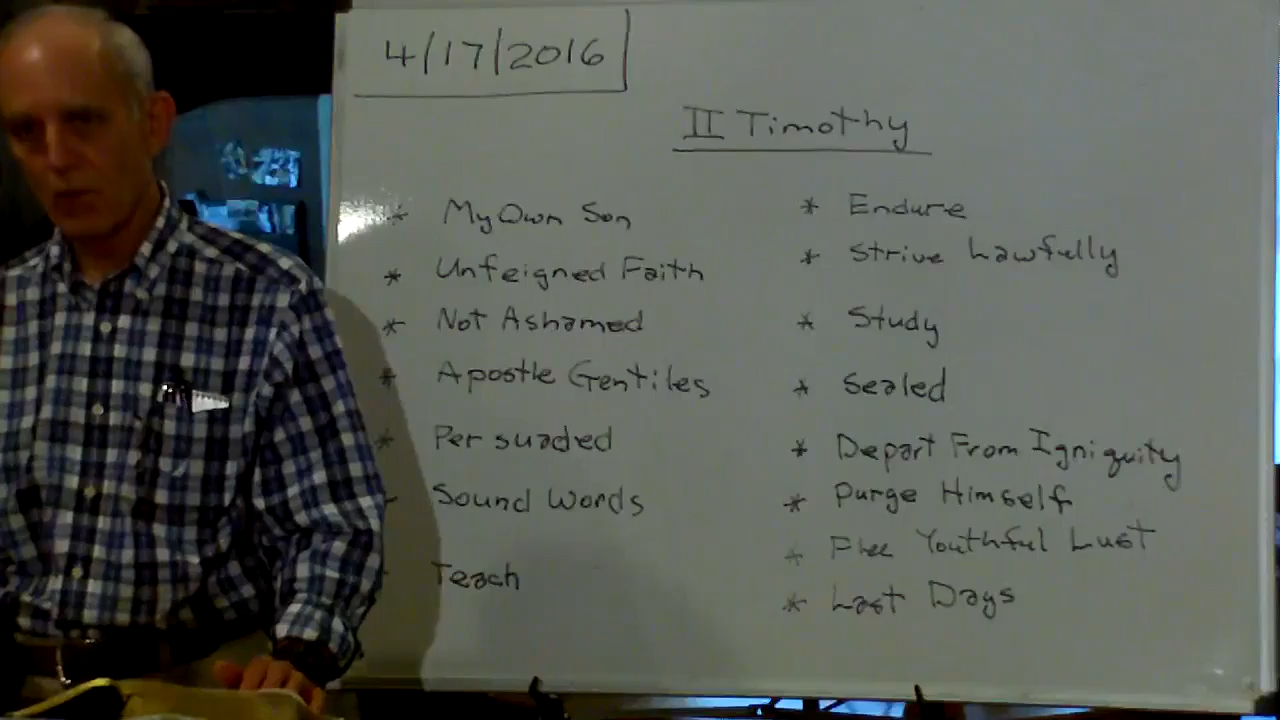 4/17/2016
II Timothy
* My Own Son
* Unfeigned Faith
* Not Ashamed
* Apostle Gentiles
* Persuaded
* Sound Words
Teach
* Endure
* Strive Lawfully
* Study
* Sealed
* Depart From Igniquity
* Purge Himself
* Flee Youthful Lust
* Last Days